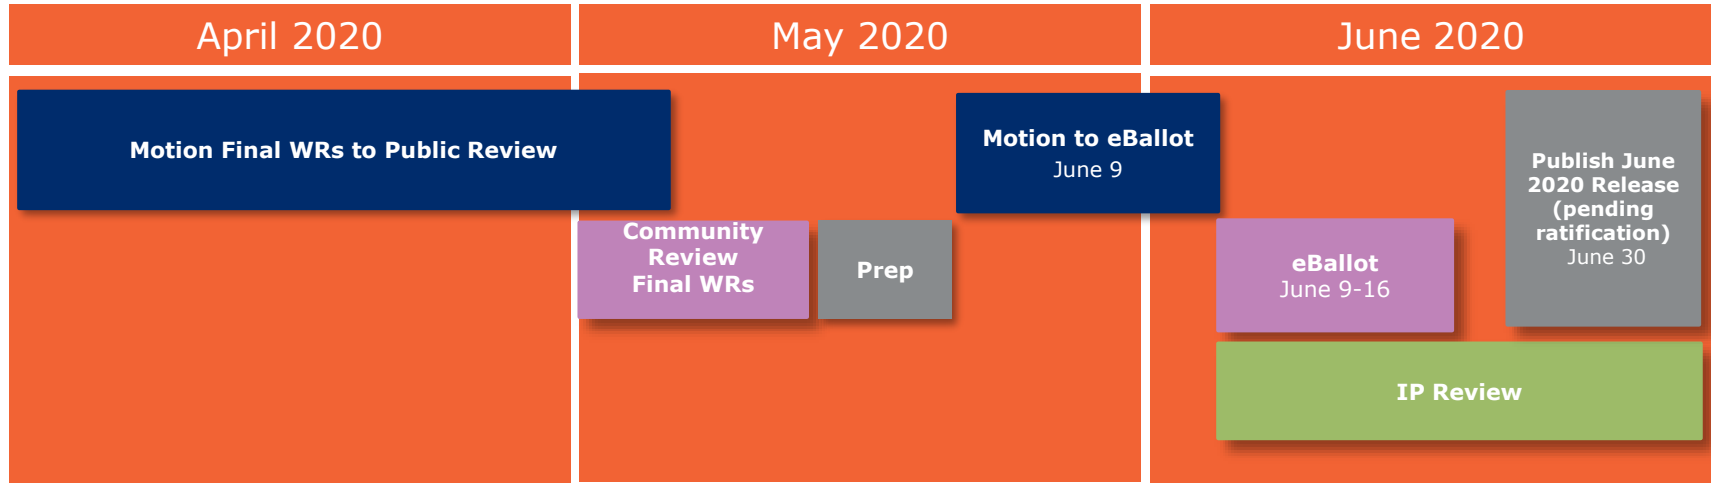 April 2020
May 2020
June 2020
Motion Final WRs to Public Review
Community
Review
Final WRs
Prep
Motion to eBallot
June 9
eBallot
June 9-16
Publish June
2020 Release
(pending
ratification)
June 30
IP Review